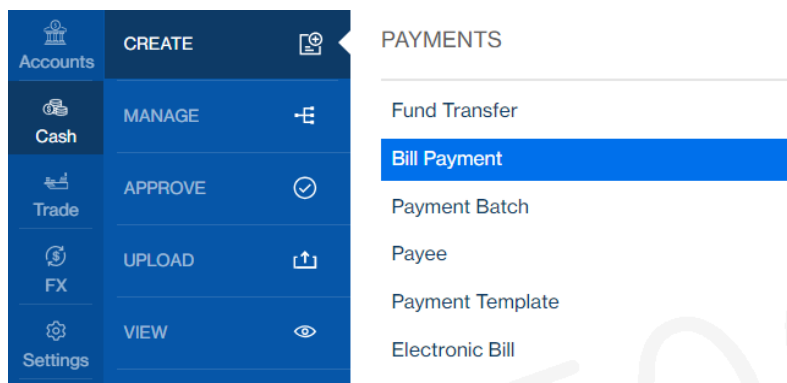 Accounts
Cash
Trade
FX
Settings
CREATE
MANAGE
APPROVE
UPLOAD
VIEW
PAYMENTS
Fund Transfer
Bill Payment
Payment Batch
Payee
Payment Template
Electronic Bill